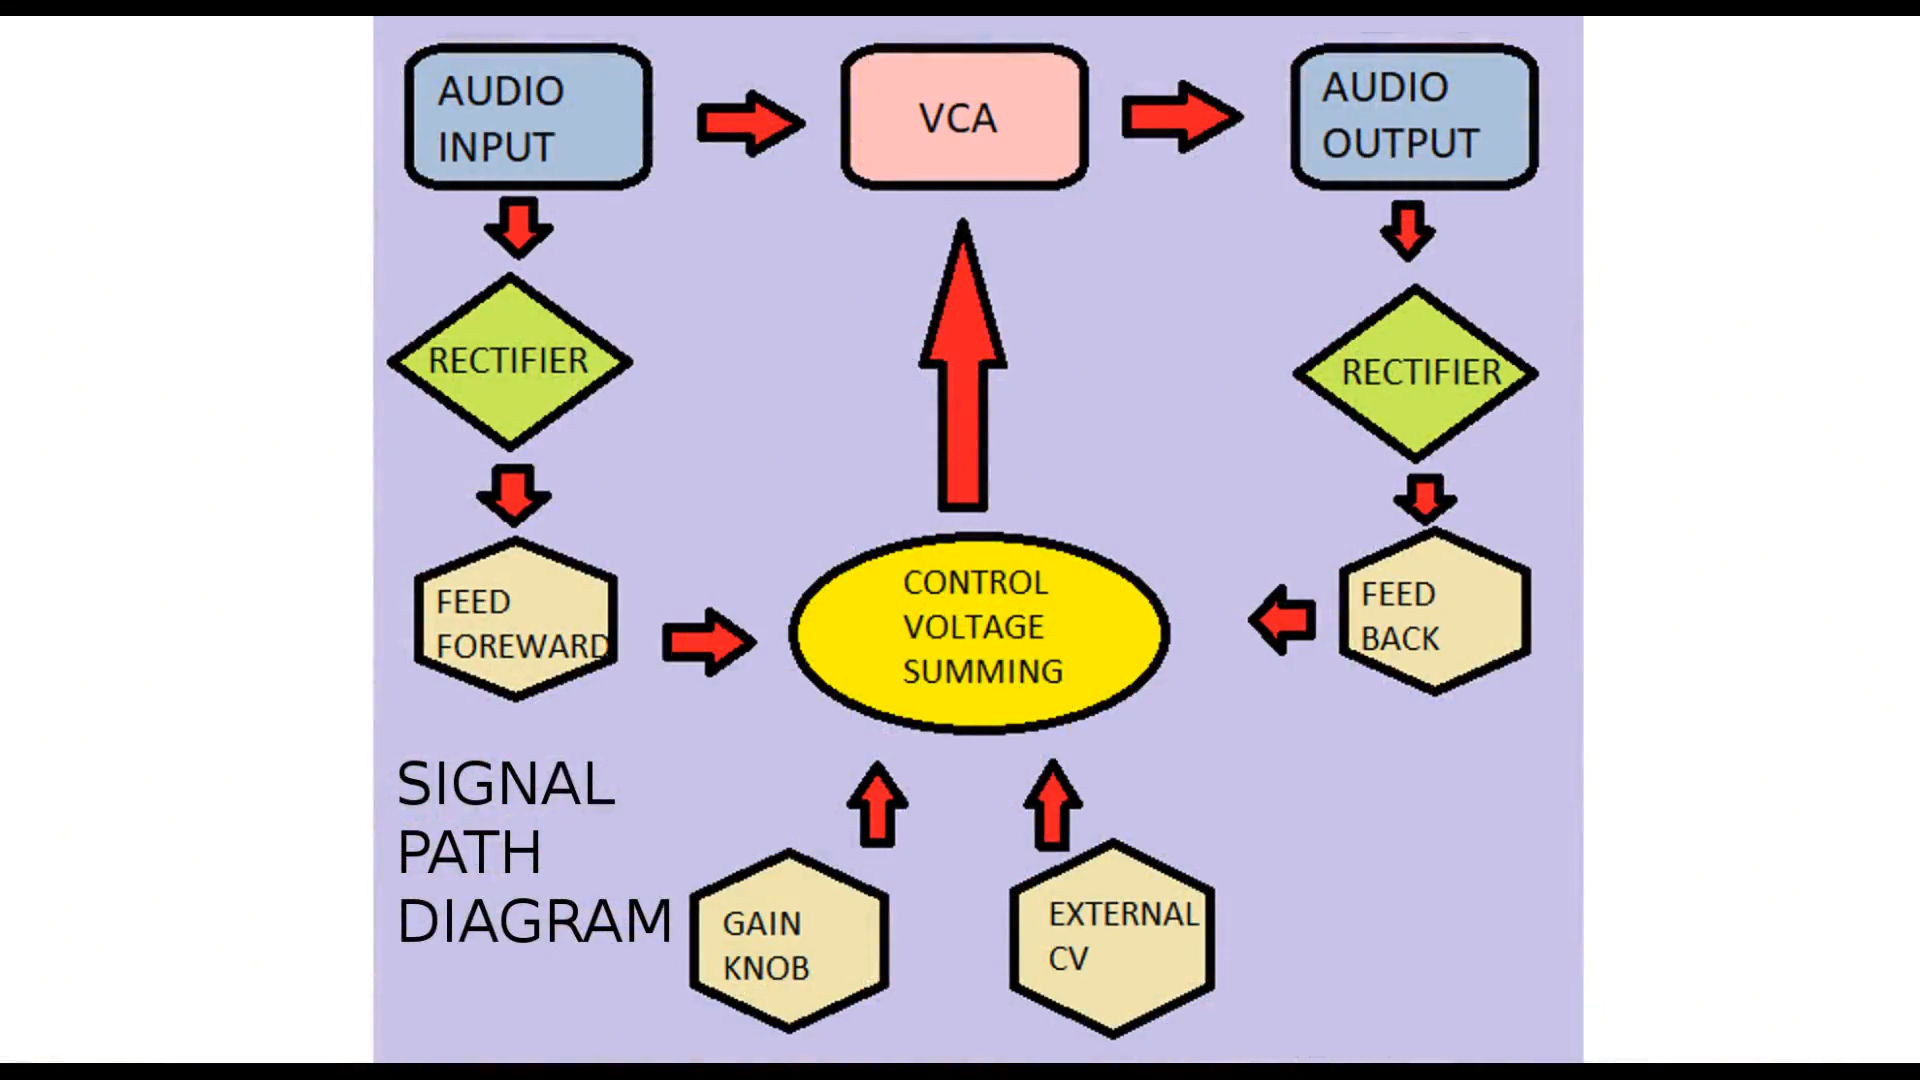 AUDIO
INPUT
VCA
AUDIO
OUTPUT
RECTIFIER
RECTIFIER
FEED
FOREWARD
CONTROL
VOLTAGE
SUMMING
FEED
BACK
SIGNAL
PATH
DIAGRAM
GAIN
KNOB
EXTERNAL
CV